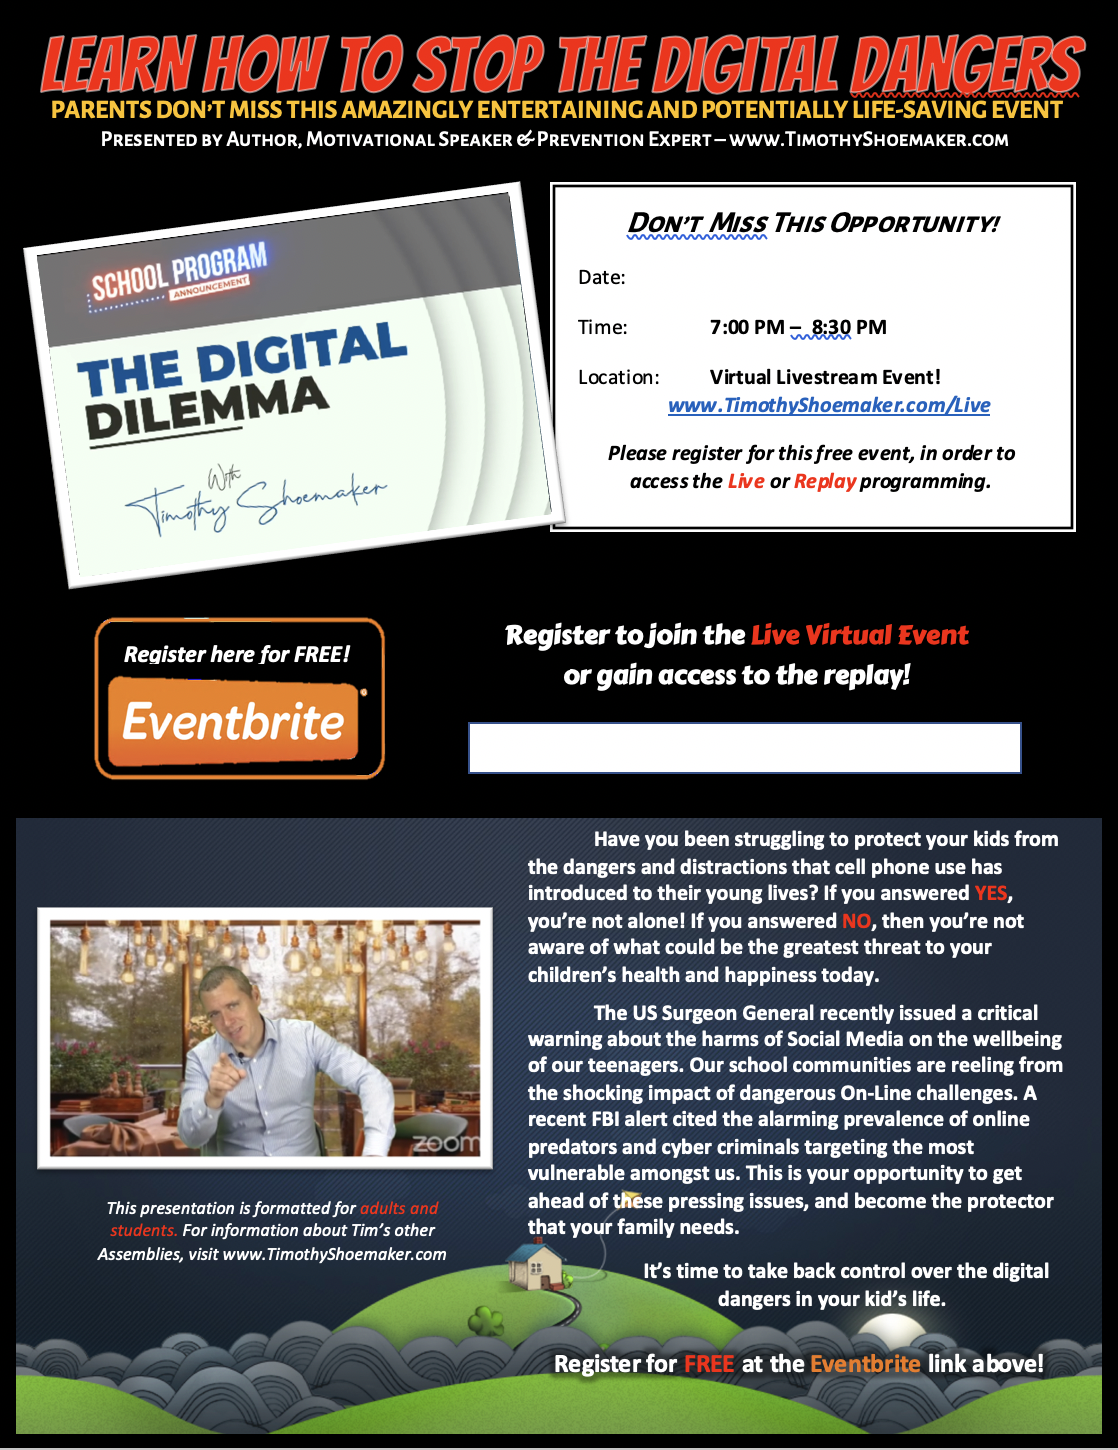 LEARN HOW TO STOP THE DIGITAL DANGERS
PARENTS DON'T MISS THIS AMAZINGLY ENTERTAINING AND POTENTIALLY LIFE-SAVING EVENT
PRESENTED BY AUTHOR, MOTIVATIONAL SPEAKER & PREVENTION EXPERT – WWW.TIMOTHYSHOEMAKER.COM
SCHOOL PROGRAM
ANNOUNCEMENT
THE DIGITAL
DILEMMA
With
Timothy Shoemaker
DON'T MISS THIS OPPORTUNITY!
Date:
Time: 7:00 PM – 8:30 PM
Location: Virtual Livestream Event!
www.TimothyShoemaker.com/Live
Please register for this free event, in order to
access the Live or Replay programming.
Register here for FREE!
Eventbrite
Register to join the Live Virtual Event
or gain access to the replay!
Have you been struggling to protect your kids from
the dangers and distractions that cell phone use has
introduced to their young lives? If you answered YES,
you're not alone! If you answered NO, then you're not
aware of what could be the greatest threat to your
children's health and happiness today.
The US Surgeon General recently issued a critical
warning about the harms of Social Media on the wellbeing
of our teenagers. Our school communities are reeling from
the shocking impact of dangerous On-Line challenges. A
recent FBI alert cited the alarming prevalence of online
predators and cyber criminals targeting the most
vulnerable amongst us. This is your opportunity to get
ahead of these pressing issues, and become the protector
that your family needs.
It's time to take back control over the digital
dangers in your kid's life.
Register for FREE at the Eventbrite link above!
zoom
This presentation is formatted for adults and
students. For information about Tim's other
Assemblies, visit www.TimothyShoemaker.com